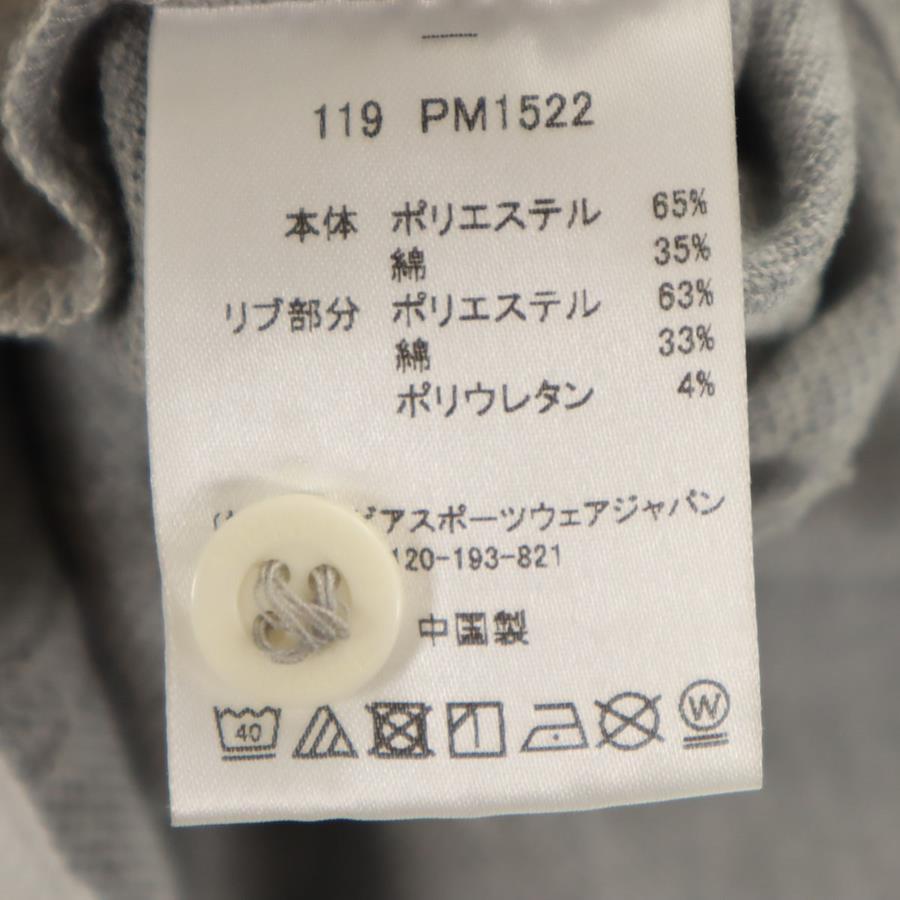 119 PM1522
本体 ポリエステル 65%
綿 35%
リブ部分 ポリエステル 63%
綿 33%
ポリウレタン 4%
アスポーツウェアジャパン
120-193-821
中国製
40
W